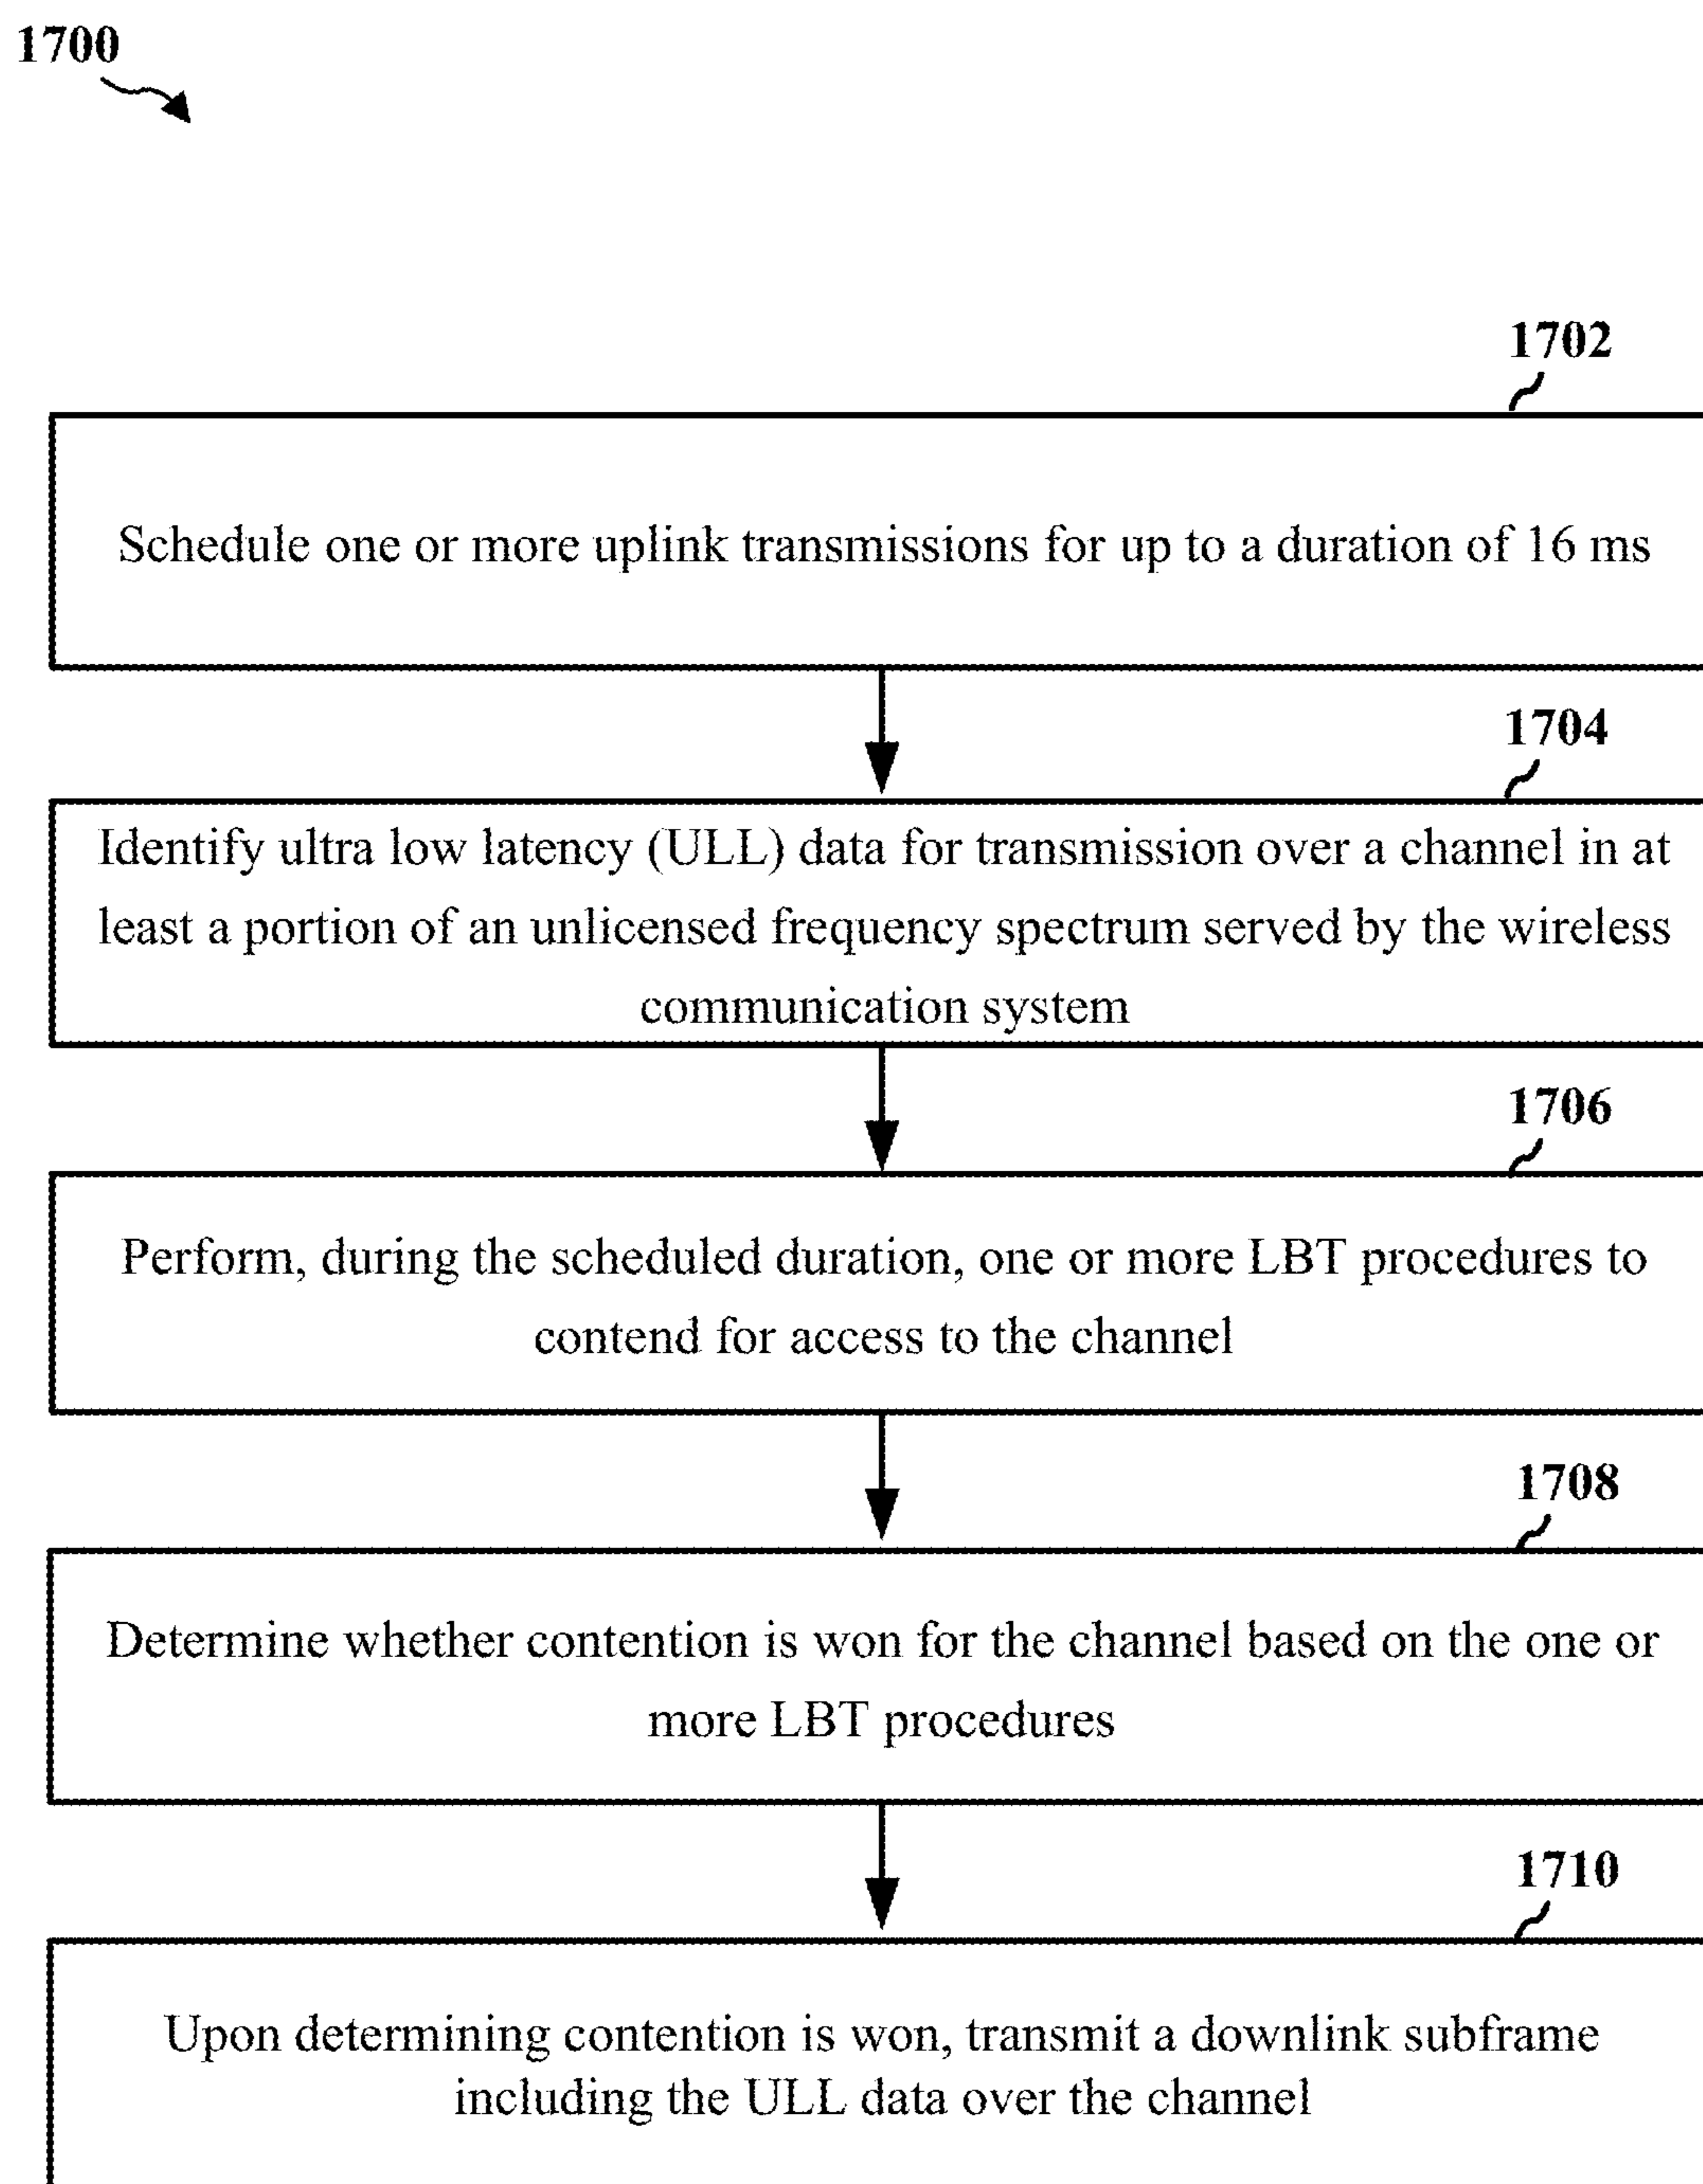 1700
1702
Schedule one or more uplink transmissions for up to a duration of 16 ms
1704
Identify ultra low latency (ULL) data for transmission over a channel in at
least a portion of an unlicensed frequency spectrum served by the wireless
communication system
1706
Perform, during the scheduled duration, one or more LBT procedures to
contend for access to the channel
1708
Determine whether contention is won for the channel based on the one or
more LBT procedures
1710
Upon determining contention is won, transmit a downlink subframe
including the ULL data over the channel